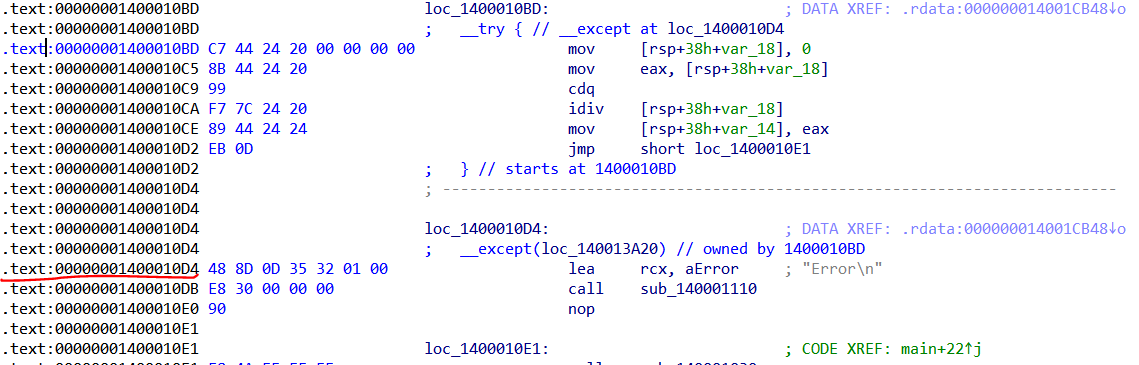 .text:00000001400010BD loc_1400010BD: ; DATA XREF: .rdata:000000014001CB48↓o
.text:00000001400010BD ; __try { // __except at loc_1400010D4
.text:00000001400010BD C7 44 24 20 00 00 00 00 mov [rsp+38h+var_18], 0
.text:00000001400010C5 8B 44 24 20 mov eax, [rsp+38h+var_18]
.text:00000001400010C9 99 cdq
.text:00000001400010CA F7 7C 24 20 idiv [rsp+38h+var_18]
.text:00000001400010CE 89 44 24 24 mov [rsp+38h+var_14], eax
.text:00000001400010D2 EB 0D jmp short loc_1400010E1
.text:00000001400010D2 ; } // starts at 1400010BD
.text:00000001400010D4 ; ---------------------------------------------------------------------------
.text:00000001400010D4
.text:00000001400010D4 loc_1400010D4: ; DATA XREF: .rdata:000000014001CB48↓o
.text:00000001400010D4 ; __except(loc_140013A20) // owned by 1400010BD
.text:00000001400010D4 48 8D 0D 35 32 01 00 lea rcx, aError ; "Error\n"
.text:00000001400010DB E8 30 00 00 00 call sub_140001110
.text:00000001400010E0 90 nop
.text:00000001400010E1
.text:00000001400010E1 loc_1400010E1: ; CODE XREF: main+22↑j